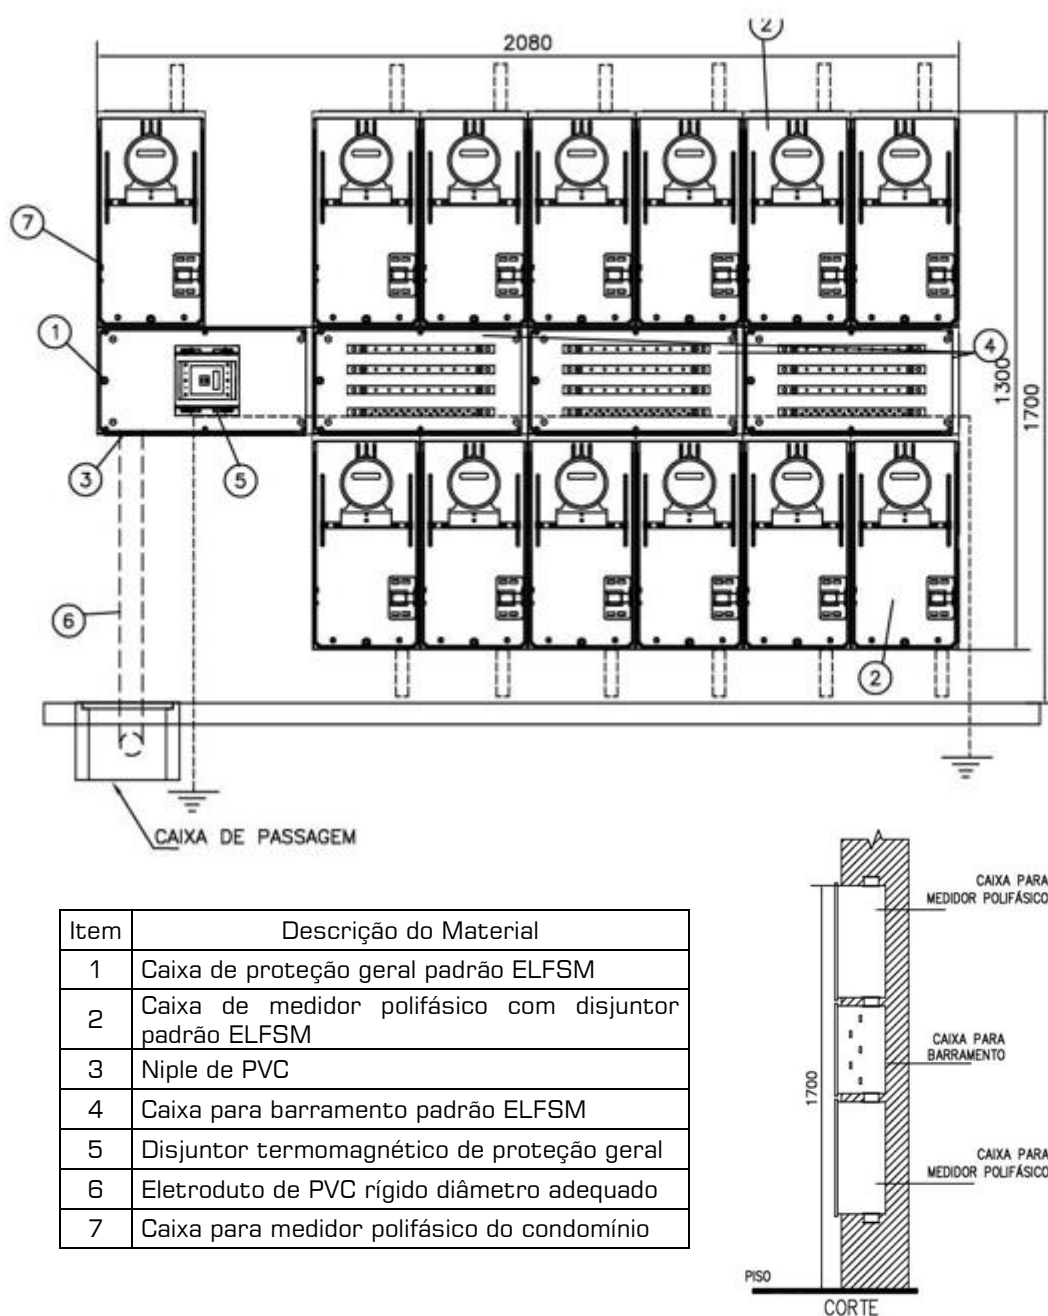 2
2080
7
1
4
1300
1700
3
5
6
2
CAIXA DE PASSAGEM
CAIXA PARA
MEDIDOR POLIFÁSICO
CAIXA PARA
BARRAMENTO
1700
CAIXA PARA
MEDIDOR POLIFÁSICO
PISO
CORTE
Item Descrição do Material
1 Caixa de proteção geral padrão ELFSM
2 Caixa de medidor polifásico com disjuntor
padrão ELFSM
3 Niple de PVC
4 Caixa para barramento padrão ELFSM
5 Disjuntor termomagnético de proteção geral
6 Eletroduto de PVC rígido diâmetro adequado
7 Caixa para medidor polifásico do condomínio